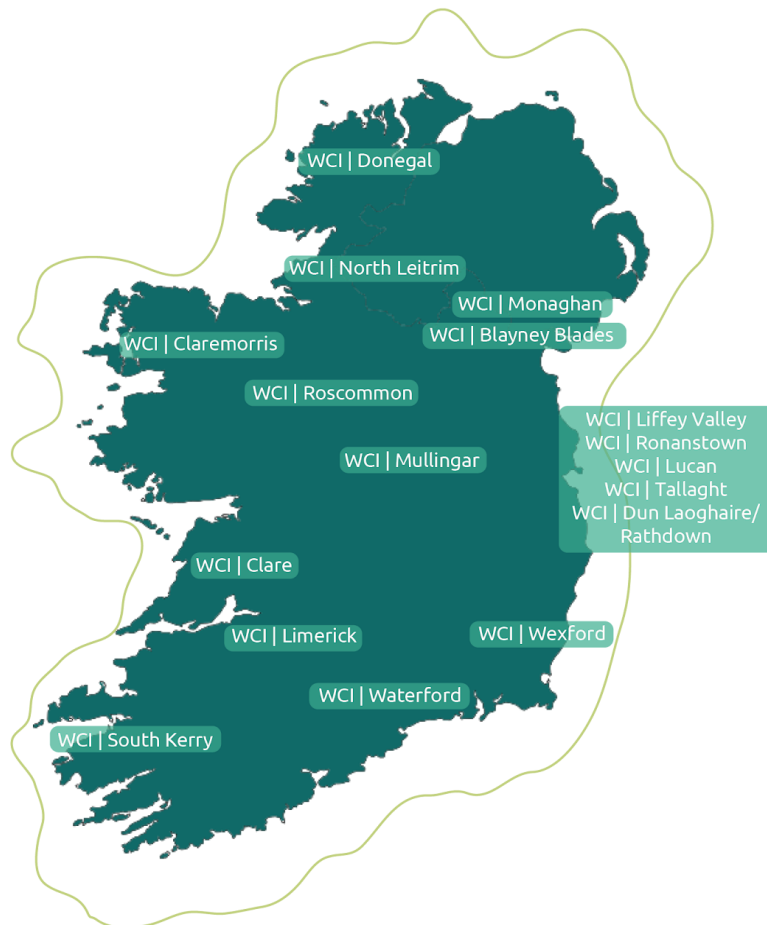 WCI | Donegal
WCI | North Leitrim
WCI | Monaghan
WCI | Blayney Blades
WCI | Claremorris
WCI | Roscommon
WCI | Liffey Valley
WCI | Ronanstown
WCI | Lucan
WCI | Tallaght
WCI | Dun Laoghaire/
Rathdown
WCI | Mullingar
WCI | Clare
WCI | Limerick
WCI | Wexford
WCI | Waterford
WCI | South Kerry